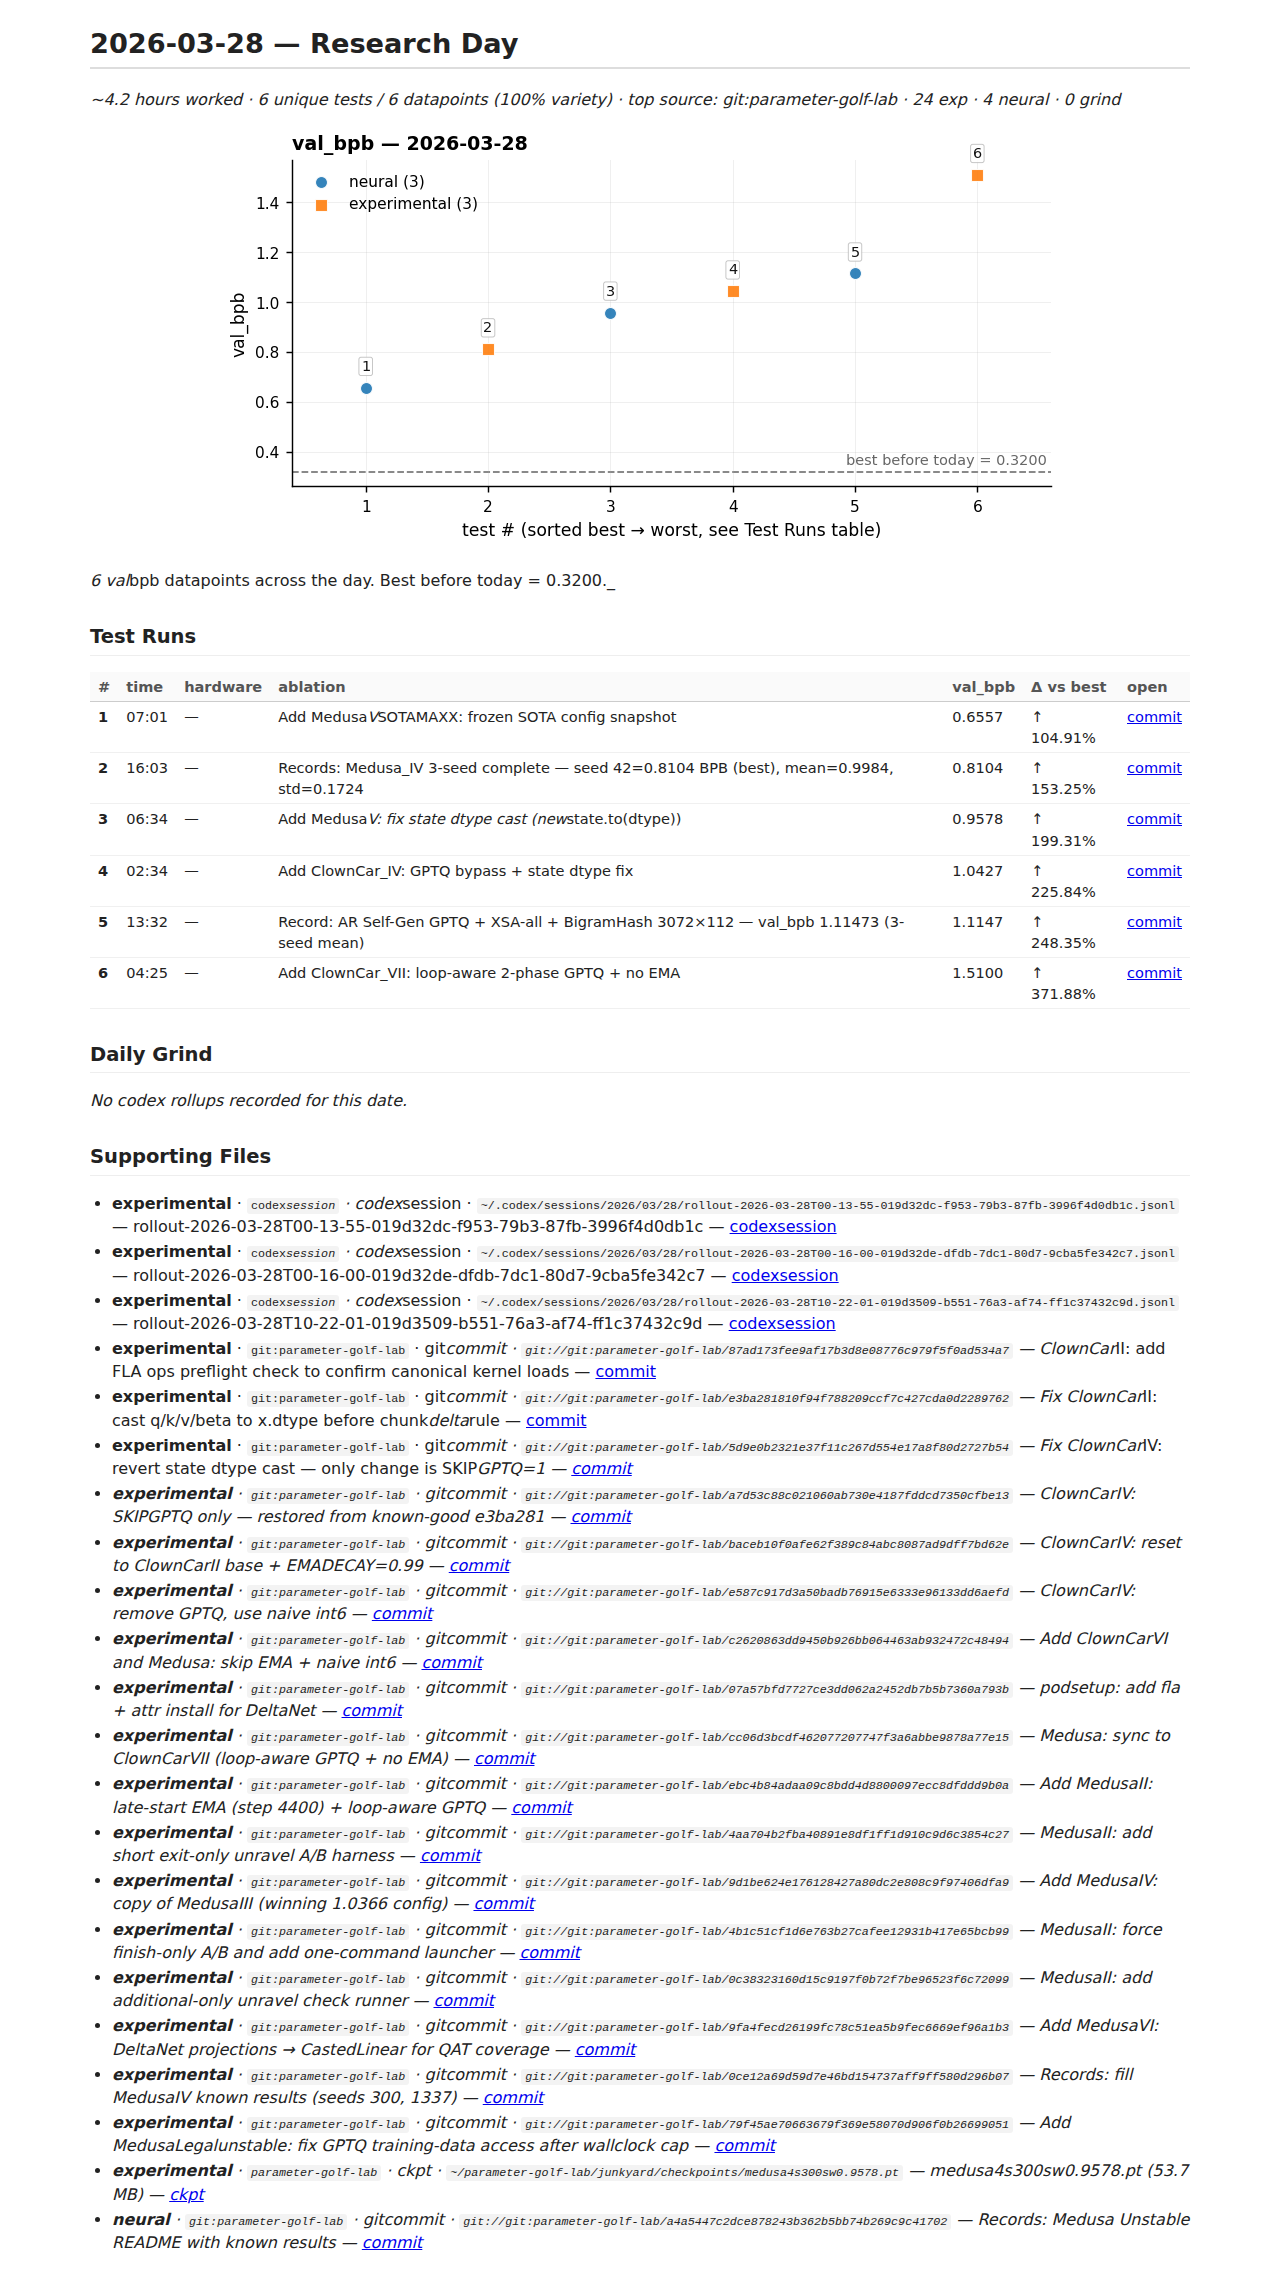 2026-03-28 — Research Day
~4.2 hours worked · 6 unique tests / 6 datapoints (100% variety) · top source: git:parameter-golf-lab · 24 exp · 4 neural · 0 grind
val_bpb — 2026-03-28
neural (3)
experimental (3)
1.4
1.2
1.0
0.8
0.6
0.4
val_bpb
1
2
3
4
5
6
best before today = 0.3200
1 2 3 4 5 6
test # (sorted best → worst, see Test Runs table)
6 valbpb datapoints across the day. Best before today = 0.3200._
Test Runs
# time hardware ablation val_bpb Δ vs best open
1 07:01 — Add MedusaVSOTAMAXX: frozen SOTA config snapshot 0.6557 ↑ commit
104.91%
2 16:03 — Records: Medusa_IV 3-seed complete — seed 42=0.8104 BPB (best), mean=0.9984, 0.8104 ↑ commit
std=0.1724 153.25%
3 06:34 — Add MedusaV: fix state dtype cast (newstate.to(dtype)) 0.9578 ↑ commit
199.31%
4 02:34 — Add ClownCar_IV: GPTQ bypass + state dtype fix 1.0427 ↑ commit
225.84%
5 13:32 — Record: AR Self-Gen GPTQ + XSA-all + BigramHash 3072×112 — val_bpb 1.11473 (3- 1.1147 ↑ commit
seed mean) 248.35%
6 04:25 — Add ClownCar_VII: loop-aware 2-phase GPTQ + no EMA 1.5100 ↑ commit
371.88%
Daily Grind
No codex rollups recorded for this date.
Supporting Files
• experimental · codexsession · codexsession · ~/.codex/sessions/2026/03/28/rollout-2026-03-28T00-13-55-019d32dc-f953-79b3-87fb-3996f4d0db1c.jsonl
— rollout-2026-03-28T00-13-55-019d32dc-f953-79b3-87fb-3996f4d0db1c — codexsession
• experimental · codexsession · codexsession · ~/.codex/sessions/2026/03/28/rollout-2026-03-28T00-16-00-019d32de-dfdb-7dc1-80d7-9cba5fe342c7.jsonl
— rollout-2026-03-28T00-16-00-019d32de-dfdb-7dc1-80d7-9cba5fe342c7 — codexsession
• experimental · codexsession · codexsession · ~/.codex/sessions/2026/03/28/rollout-2026-03-28T10-22-01-019d3509-b551-76a3-af74-ff1c37432c9d.jsonl
— rollout-2026-03-28T10-22-01-019d3509-b551-76a3-af74-ff1c37432c9d — codexsession
• experimental · git:parameter-golf-lab · gitcommit · git://git:parameter-golf-lab/87ad173fee9af17b3d8e08776c979f5f0ad534a7 — ClownCarII: add
FLA ops preflight check to confirm canonical kernel loads — commit
• experimental · git:parameter-golf-lab · gitcommit · git://git:parameter-golf-lab/e3ba281810f94f788209ccf7c427cda0d2289762 — Fix ClownCarII:
cast q/k/v/beta to x.dtype before chunkdeltarule — commit
• experimental · git:parameter-golf-lab · gitcommit · git://git:parameter-golf-lab/5d9e0b2321e37f11c267d554e17a8f80d2727b54 — Fix ClownCarIV:
revert state dtype cast — only change is SKIPGPTQ=1 — commit
• experimental · git:parameter-golf-lab · gitcommit · git://git:parameter-golf-lab/a7d53c88c021060ab730e4187fddcd7350cfbe13 — ClownCarIV:
SKIPGPTQ only — restored from known-good e3ba281 — commit
• experimental · git:parameter-golf-lab · gitcommit · git://git:parameter-golf-lab/baceb10f0afe62f389c84abc8087ad9dff7bd62e — ClownCarIV: reset
to ClownCarII base + EMADECAY=0.99 — commit
• experimental · git:parameter-golf-lab · gitcommit · git://git:parameter-golf-lab/e587c917d3a50badb76915e6333e96133dd6aefd — ClownCarIV:
remove GPTQ, use naive int6 — commit
• experimental · git:parameter-golf-lab · gitcommit · git://git:parameter-golf-lab/c2620863dd9450b926bb064463ab932472c48494 — Add ClownCarVI
and Medusa: skip EMA + naive int6 — commit
• experimental · git:parameter-golf-lab · gitcommit · git://git:parameter-golf-lab/07a57bfd7727ce3dd062a2452db7b5b7360a793b — podsetup: add fla
+ attr install for DeltaNet — commit
• experimental · git:parameter-golf-lab · gitcommit · git://git:parameter-golf-lab/cc06d3bcdf462077207747f3a6abbe9878a77e15 — Medusa: sync to
ClownCarVII (loop-aware GPTQ + no EMA) — commit
• experimental · git:parameter-golf-lab · gitcommit · git://git:parameter-golf-lab/ebc4b84adaa09c8bdd4d8800097ecc8dfddd9b0a — Add MedusaII:
late-start EMA (step 4400) + loop-aware GPTQ — commit
• experimental · git:parameter-golf-lab · gitcommit · git://git:parameter-golf-lab/4aa704b2fba40891e8df1ff1d910c9d6c3854c27 — MedusaII: add
short exit-only unravel A/B harness — commit
• experimental · git:parameter-golf-lab · gitcommit · git://git:parameter-golf-lab/9d1be624e176128427a80dc2e808c9f97406dfa9 — Add MedusaIV:
copy of MedusaIII (winning 1.0366 config) — commit
• experimental · git:parameter-golf-lab · gitcommit · git://git:parameter-golf-lab/4b1c51cf1d6e763b27cafee12931b417e65bcb99 — MedusaII: force
finish-only A/B and add one-command launcher — commit
• experimental · git:parameter-golf-lab · gitcommit · git://git:parameter-golf-lab/0c38323160d15c9197f0b72f7be96523f6c72099 — MedusaII: add
additional-only unravel check runner — commit
• experimental · git:parameter-golf-lab · gitcommit · git://git:parameter-golf-lab/9fa4fecd26199fc78c51ea5b9fec6669ef96a1b3 — Add MedusaVI:
DeltaNet projections → CastedLinear for QAT coverage — commit
• experimental · git:parameter-golf-lab · gitcommit · git://git:parameter-golf-lab/0ce12a69d59d7e46bd154737aff9ff580d296b07 — Records: fill
MedusaIV known results (seeds 300, 1337) — commit
• experimental · git:parameter-golf-lab · gitcommit · git://git:parameter-golf-lab/79f45ae70663679f369e58070d906f0b26699051 — Add
MedusaLegalunstable: fix GPTQ training-data access after wallclock cap — commit
• experimental · parameter-golf-lab · ckpt · ~/parameter-golf-lab/junkyard/checkpoints/medusa4s300sw0.9578.pt — medusa4s300sw0.9578.pt (53.7
MB) — ckpt
• neural · git:parameter-golf-lab · gitcommit · git://git:parameter-golf-lab/a4a5447c2dce878243b362b5bb74b269c9c41702 — Records: Medusa Unstable
README with known results — commit